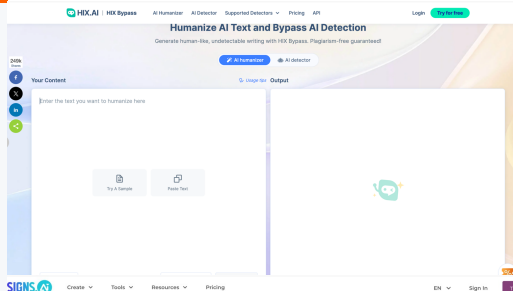 HIX.AI | HIX Bypass AI Humanizer AI Detector Supported Detectors Pricing API Login Try for free
Humanize AI Text and Bypass AI Detection
Generate human-like, undetectable writing with HIX Bypass. Plagiarism-free guaranteed!
AI humanizer AI detector
249k
Your Content Usage tips Output
Enter the text you want to humanize here
Try A Sample Paste Text
SIGNS.Ai Create Tools Resources Pricing EN Sign In